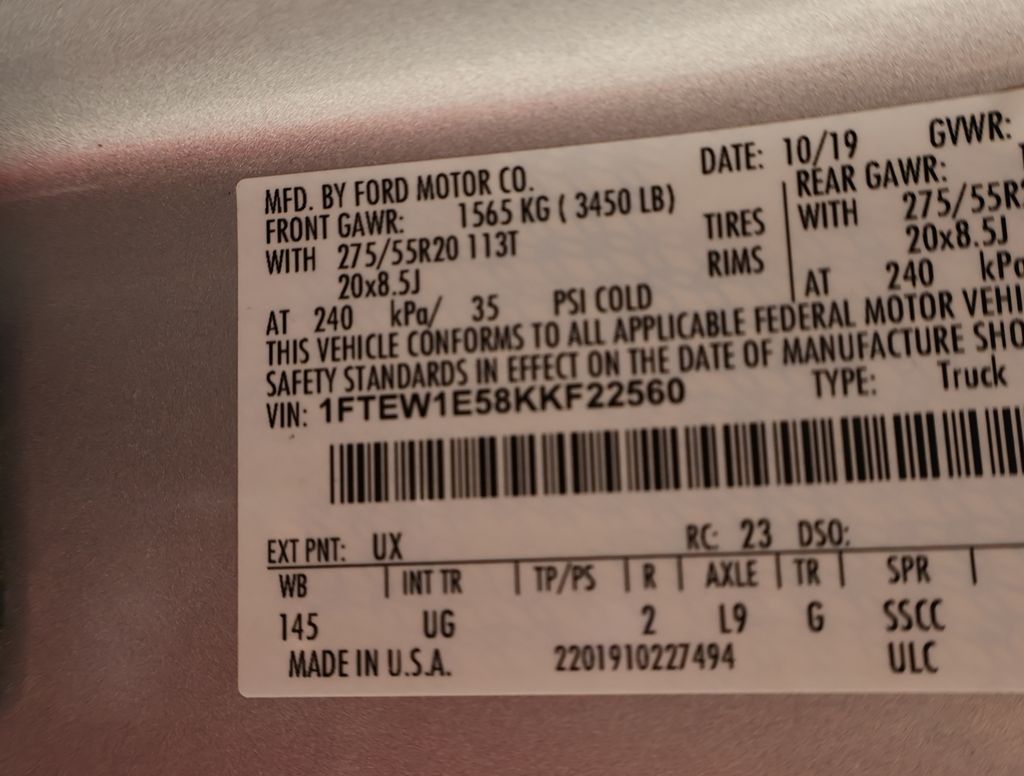 MFD. BY FORD MOTOR CO. DATE: 10/19 GVWR:
FRONT GAWR: 1565 KG ( 3450 LB) REAR GAWR:
WITH 275/55R20 113T TIRES WITH 275/55R
20x8.5J RIMS 20x8.5J
AT 240 kPa/ 35 PSI COLD AT 240 kPa
THIS VEHICLE CONFORMS TO ALL APPLICABLE FEDERAL MOTOR VEHI
SAFETY STANDARDS IN EFFECT ON THE DATE OF MANUFACTURE SHO
VIN: 1FTEW1E58KKF22560 TYPE: Truck
EXT PNT: UX RC: 23 DSO:
WB | INT TR | TP/PS | R | AXLE | TR | SPR |
145 UG 2 L9 G SSCC
MADE IN U.S.A. 2201910227494 ULC